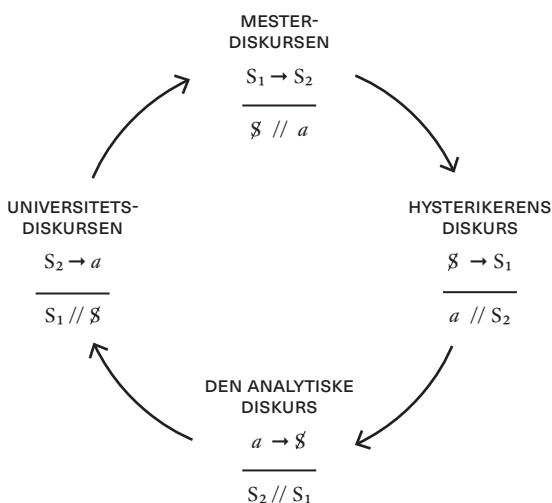 MESTER-
DISKURSEN
S₁ → S₂
$ // a
UNIVERSITETS-
DISKURSEN
S₂ → a
S₁ // $
HYSTERIKERENS
DISKURS
$ → S₁
a // S₂
DEN ANALYTISKE
DISKURS
a → $
S₂ // S₁